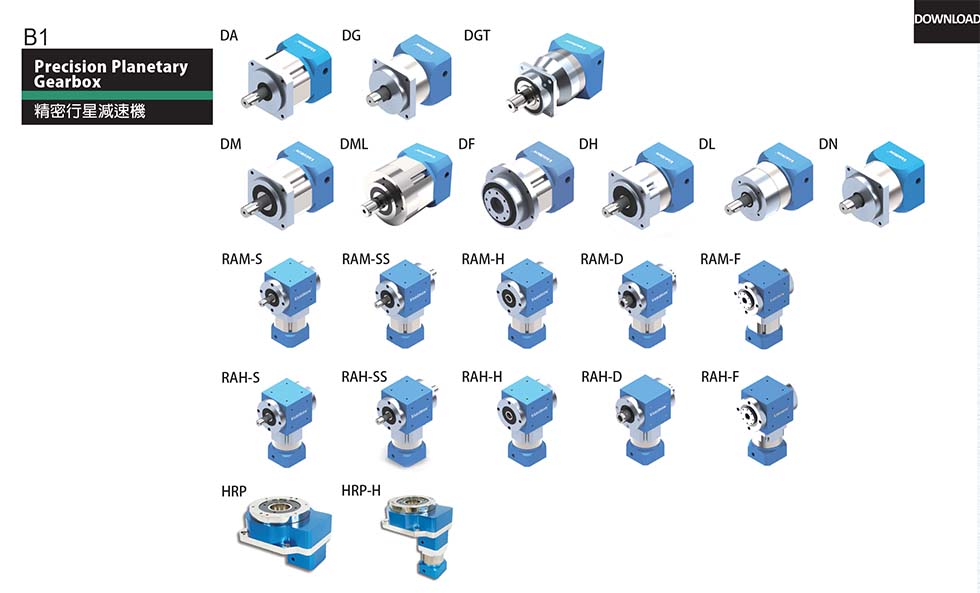 DOWNLOAD
B1
Precision Planetary
Gearbox
精密行星減速機
DA DG DGT
DM DML DF DH DL DN
RAM-S RAM-SS RAM-H RAM-D RAM-F
RAH-S RAH-SS RAH-H RAH-D RAH-F
HRP HRP-H